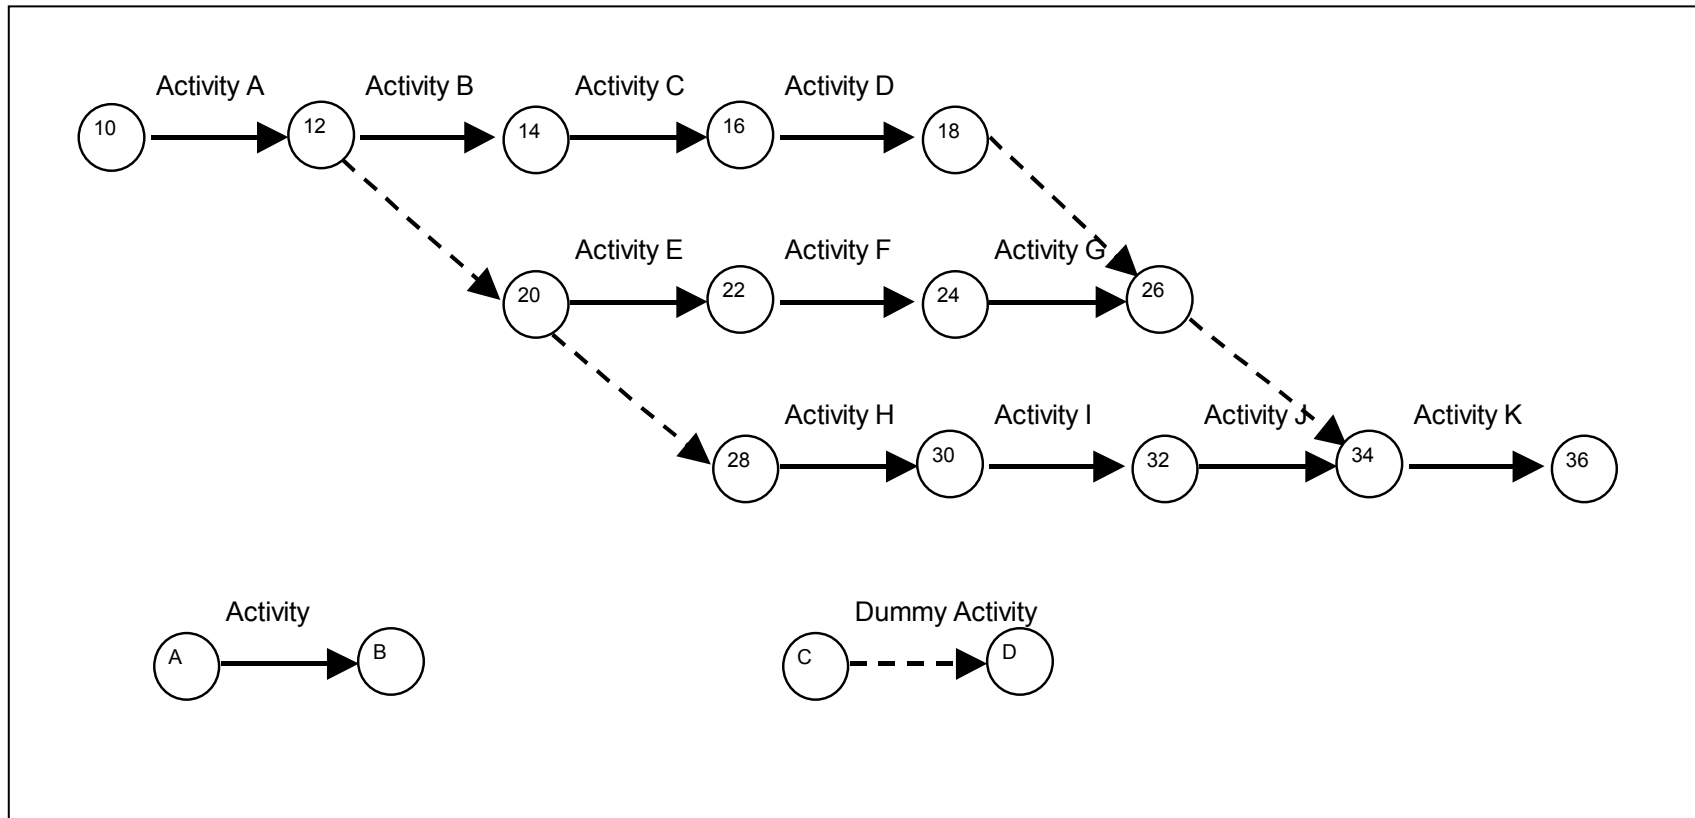 Activity A Activity B Activity C Activity D
10 12 14 16 18
Activity E Activity F Activity G
20 22 24 26
Activity H Activity I Activity J Activity K
28 30 32 34 36
Activity Dummy Activity
A B C D